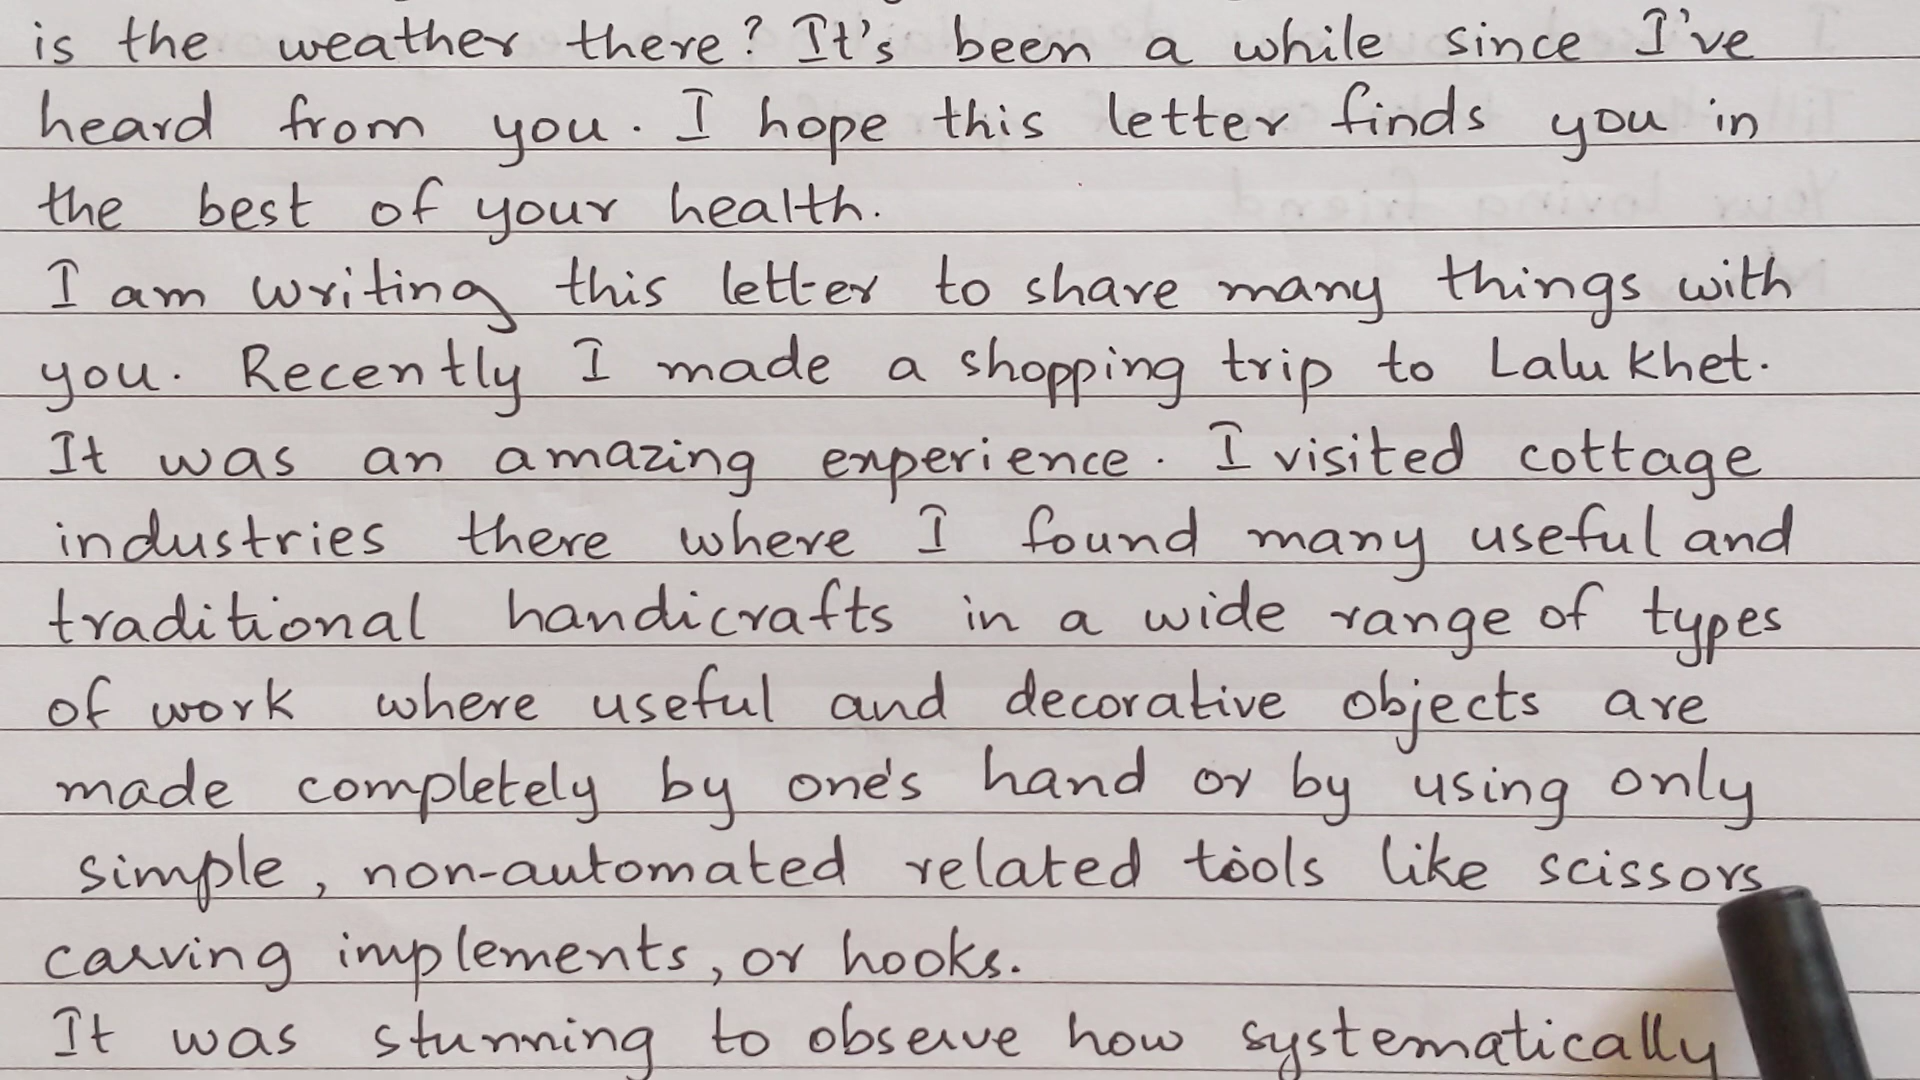 is the weather there? It's been a while since I've
heard from you. I hope this letter finds you in
the best of your health.
I am writing this letter to share many things with
you. Recently I made a shopping trip to Lalu Khet.
It was an amazing experience. I visited cottage
industries there where I found many useful and
traditional handicrafts in a wide range of types
of work where useful and decorative objects are
made completely by one's hand or by using only
simple, non-automated related tools like scissors
carving implements, or hooks.
It was stunning to observe how systematically